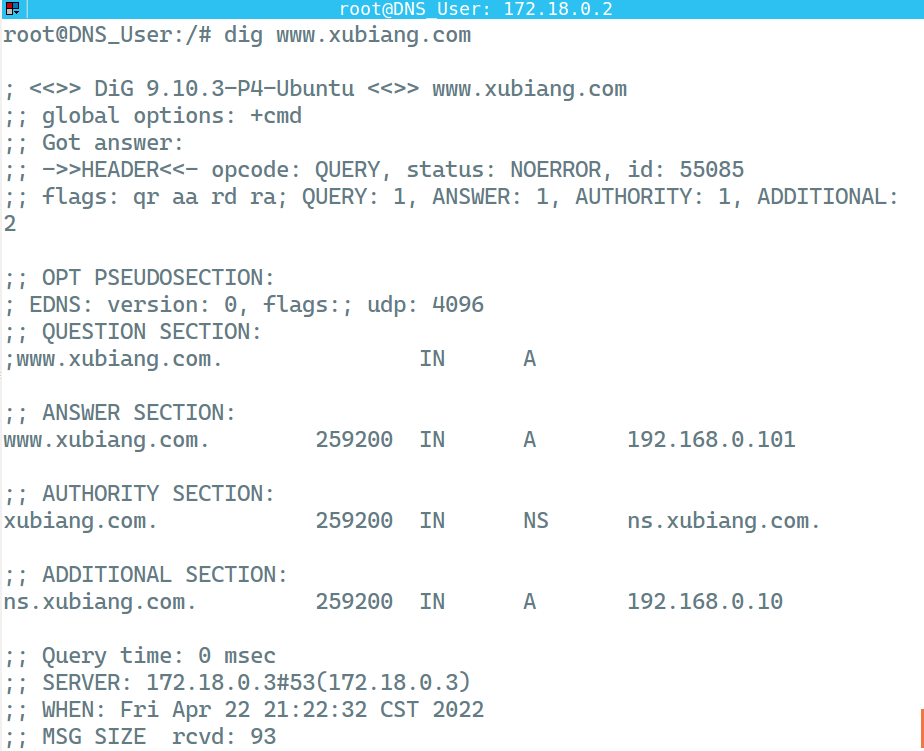 root@DNS_User: 172.18.0.2
root@DNS_User:/# dig www.xubiang.com
; <<>> DiG 9.10.3-P4-Ubuntu <<>> www.xubiang.com
;; global options: +cmd
;; Got answer:
;; ->>HEADER<<- opcode: QUERY, status: NOERROR, id: 55085
;; flags: qr aa rd ra; QUERY: 1, ANSWER: 1, AUTHORITY: 1, ADDITIONAL:
2
;; OPT PSEUDOSECTION:
; EDNS: version: 0, flags:; udp: 4096
;; QUESTION SECTION:
;www.xubiang.com. IN A
;; ANSWER SECTION:
www.xubiang.com. 259200 IN A 192.168.0.101
;; AUTHORITY SECTION:
xubiang.com. 259200 IN NS ns.xubiang.com.
;; ADDITIONAL SECTION:
ns.xubiang.com. 259200 IN A 192.168.0.10
;; Query time: 0 msec
;; SERVER: 172.18.0.3#53(172.18.0.3)
;; WHEN: Fri Apr 22 21:22:32 CST 2022
;; MSG SIZE  rcvd: 93